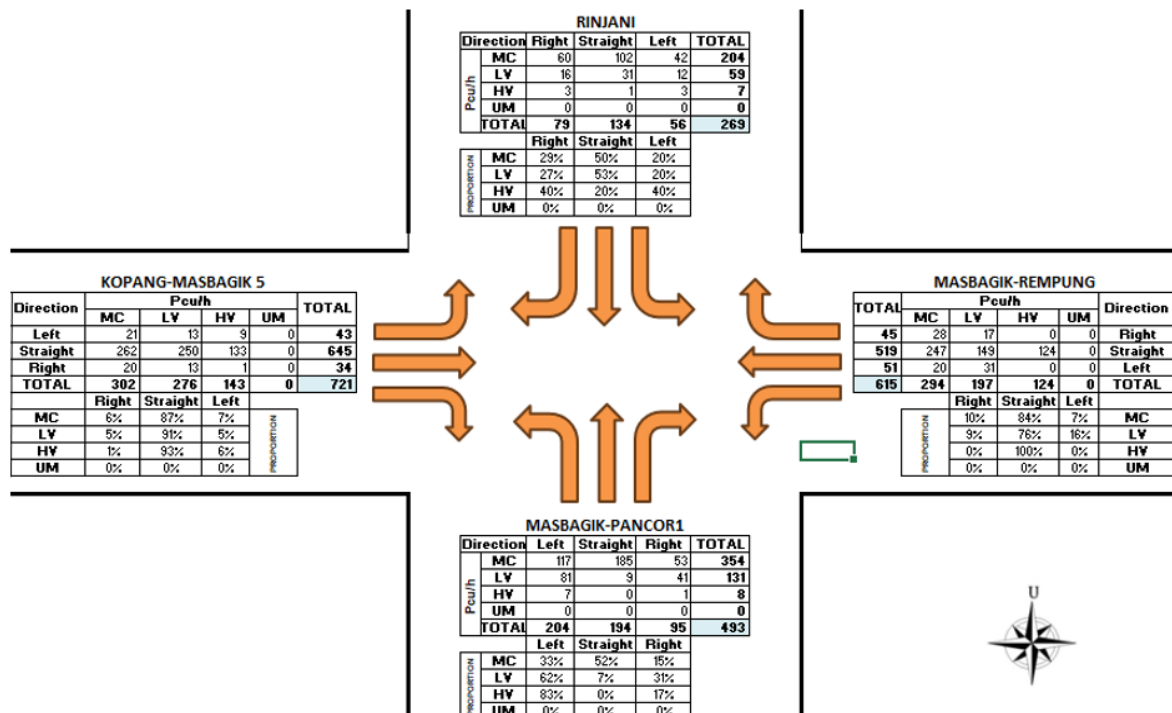 RINJANI
Direction Right Straight Left TOTAL
Pcu/h
MC 60 102 42 204
LV 16 31 12 59
HV 3 1 3 7
UM 0 0 0 0
TOTAL 79 134 56 269
Right Straight Left
PROPORTION
MC 29% 50% 20%
LV 27% 53% 20%
HV 40% 20% 40%
UM 0% 0% 0%
KOPANG-MASBAGIK 5
Direction Pcu/h TOTAL
MC LV HV UM
Left 21 13 9 0 43
Straight 262 250 133 0 645
Right 20 13 1 0 34
TOTAL 302 276 143 0 721
Right Straight Left
MC 6% 87% 7%
LV 5% 91% 5%
HV 1% 93% 6%
UM 0% 0% 0%
PROPORTION
MASBAGIK-REMPUNG
TOTAL Pcu/h Direction
MC LV HV UM
45 28 17 0 0 Right
519 247 149 124 0 Straight
51 20 31 0 0 Left
615 294 197 124 0 TOTAL
Right Straight Left
PROPORTION
10% 84% 7% MC
9% 76% 16% LV
0% 100% 0% HV
0% 0% 0% UM
MASBAGIK-PANCOR1
Direction Left Straight Right TOTAL
Pcu/h
MC 117 185 53 354
LV 81 9 41 131
HV 7 0 1 8
UM 0 0 0 0
TOTAL 204 194 95 493
Left Straight Right
PROPORTION
MC 33% 52% 15%
LV 62% 7% 31%
HV 83% 0% 17%
UM 0% 0% 0%
U